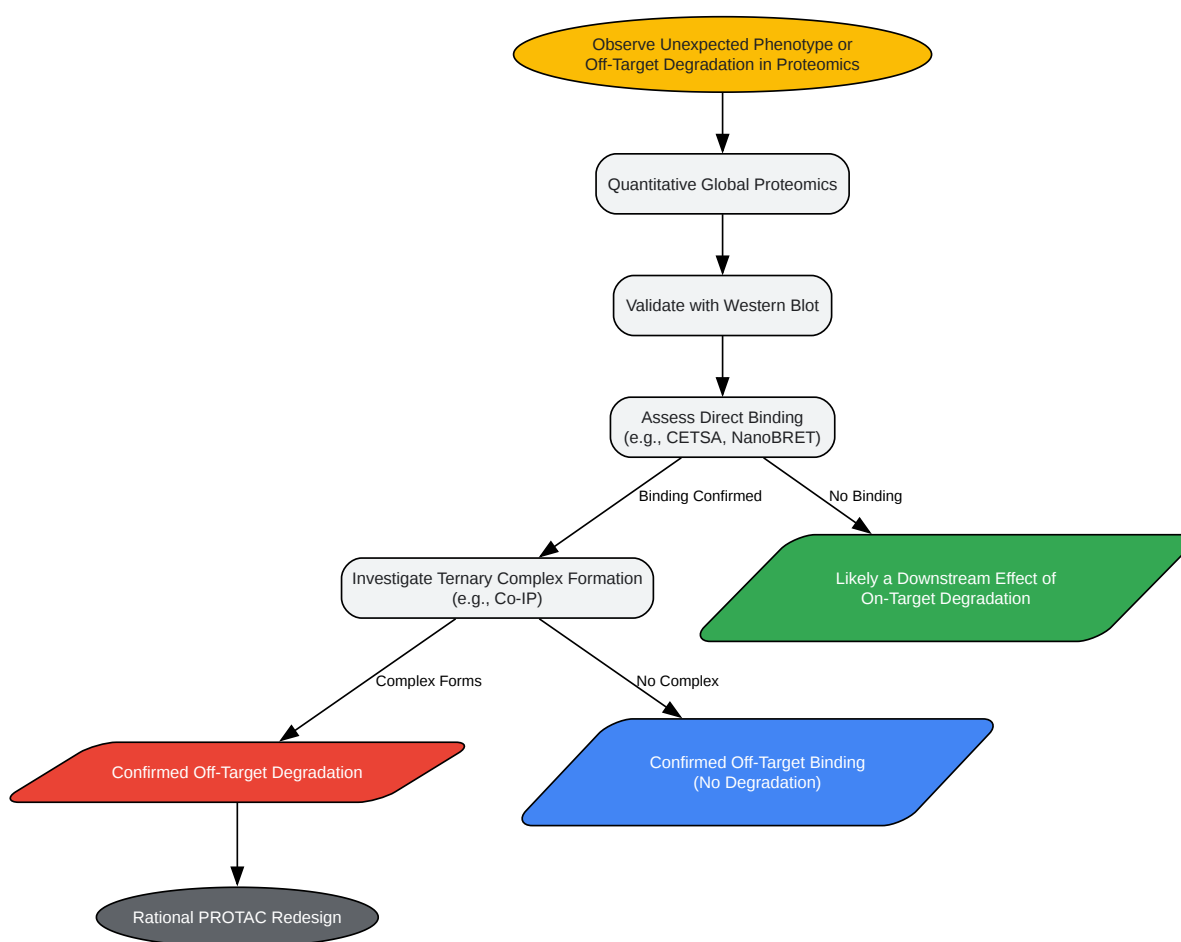 Observe Unexpected Phenotype or
Off-Target Degradation in Proteomics
Quantitative Global Proteomics
Validate with Western Blot
Assess Direct Binding
(e.g., CETSA, NanoBRET)
Binding Confirmed
No Binding
Investigate Ternary Complex Formation
(e.g., Co-IP)
Likely a Downstream Effect of
On-Target Degradation
Complex Forms
No Complex
Confirmed Off-Target Degradation
Confirmed Off-Target Binding
(No Degradation)
Rational PROTAC Redesign